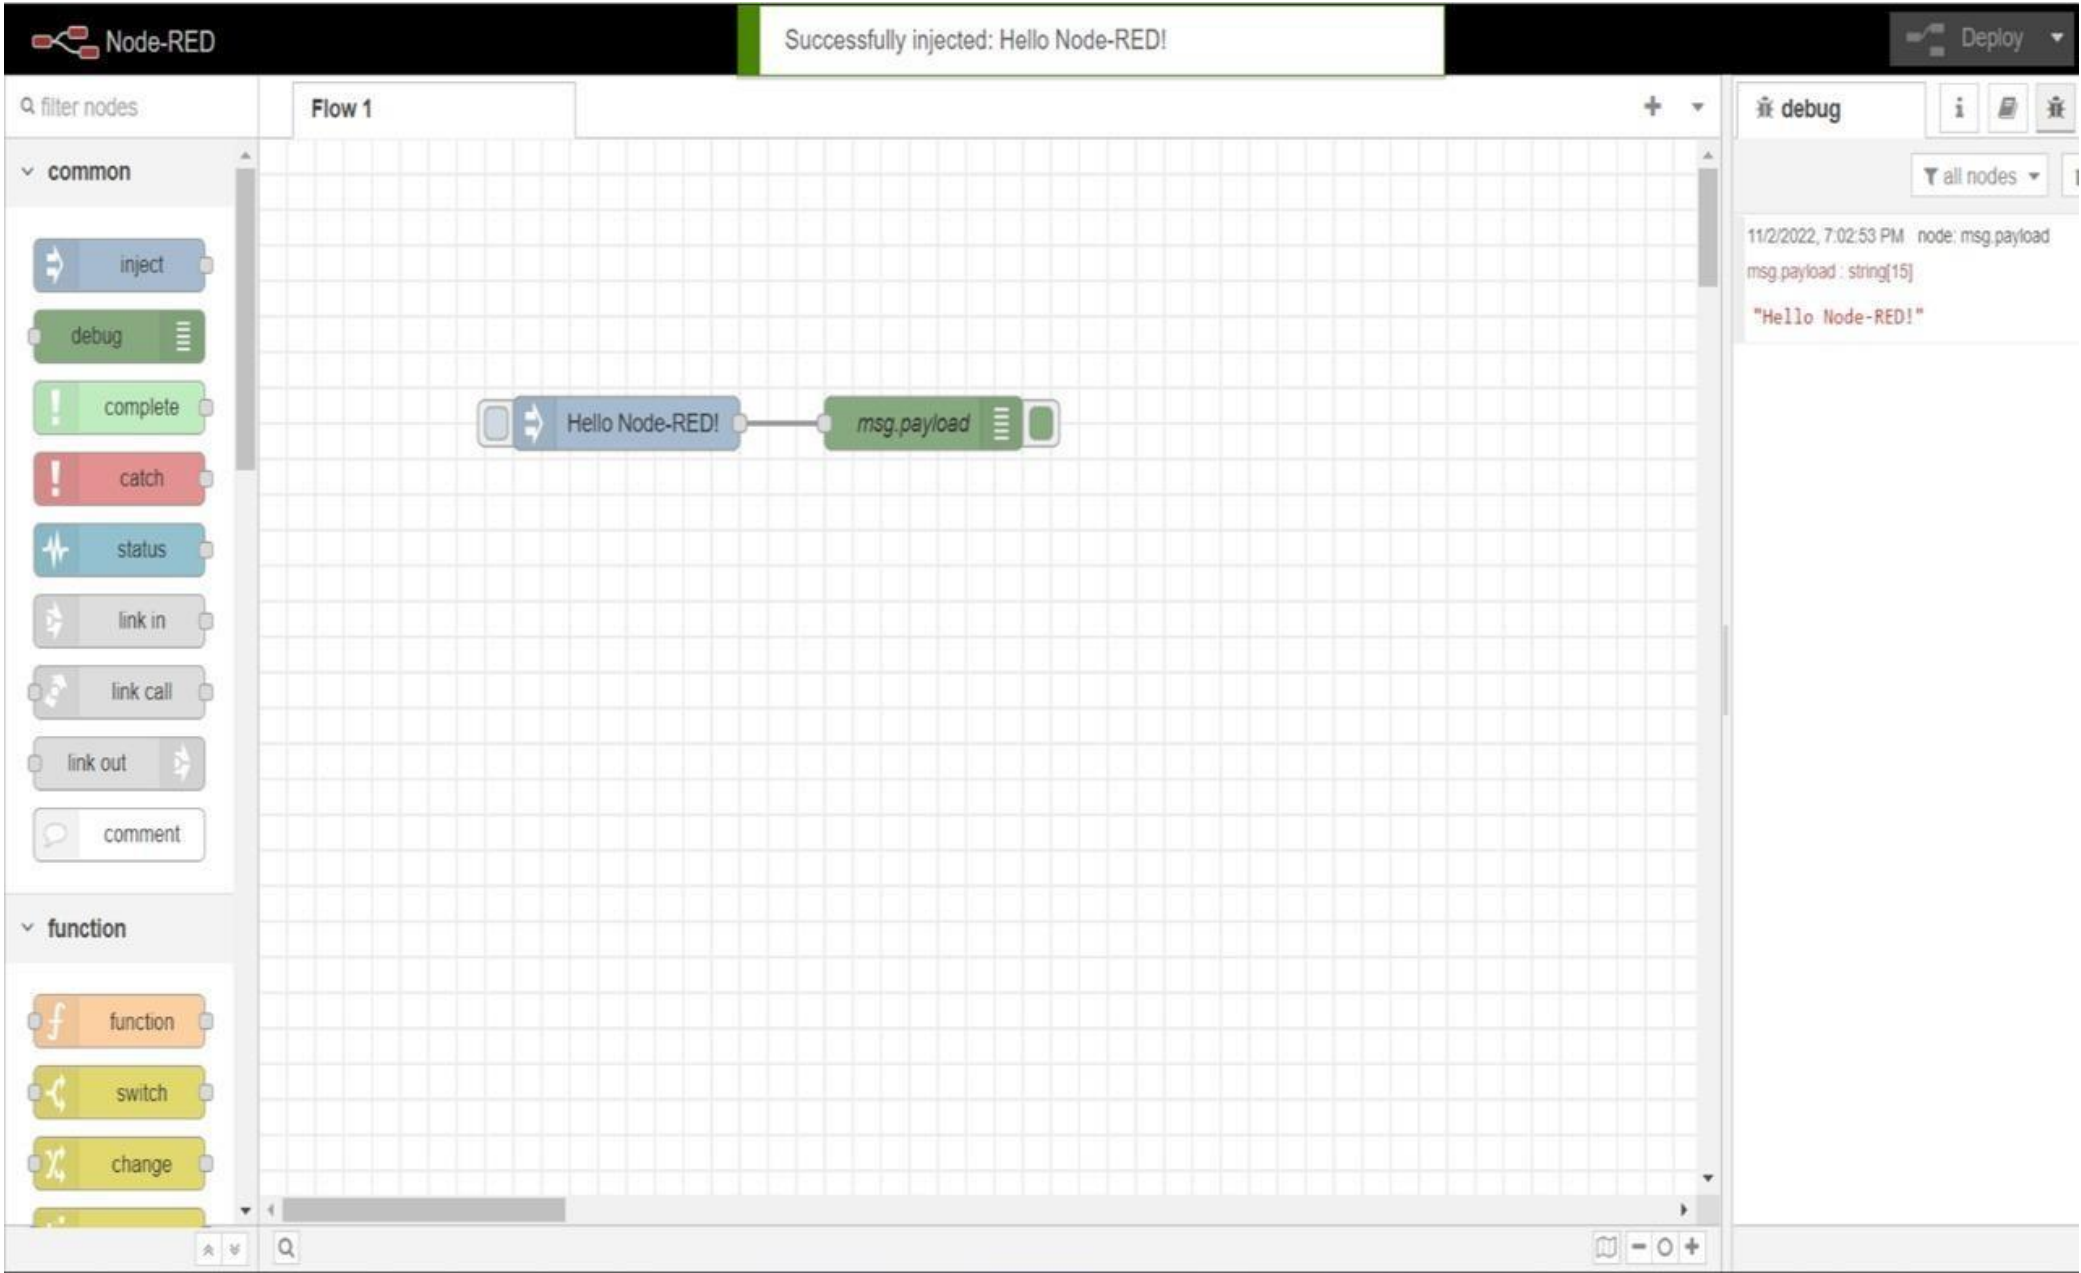 Node-RED
Successfully injected: Hello Node-RED!
Deploy
filter nodes
Flow 1
debug
i
common
all nodes
inject
11/2/2022, 7:02:53 PM node: msg.payload
msg.payload : string[15]
"Hello Node-RED!"
debug
complete
Hello Node-RED!
msg.payload
catch
status
link in
link call
link out
comment
function
function
switch
change